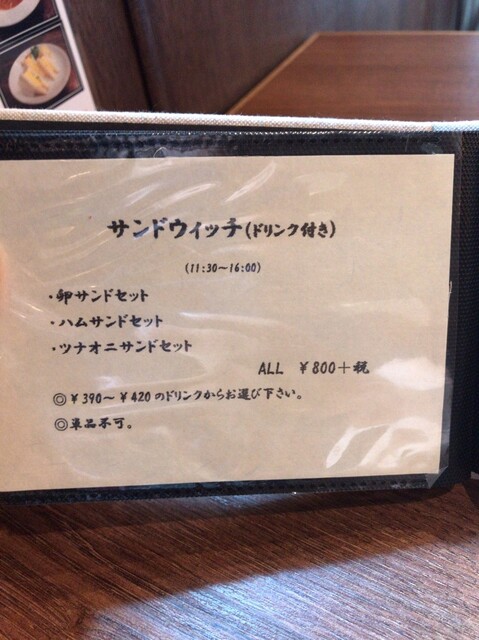 サンドウィッチ(ドリンク付き)
(11:30～16:00)
・卵サンドセット
・ハムサンドセット
・ツナオニサンドセット
ALL ￥800＋税
◎￥390～￥420のドリンクからお選び下さい。
◎単品不可。